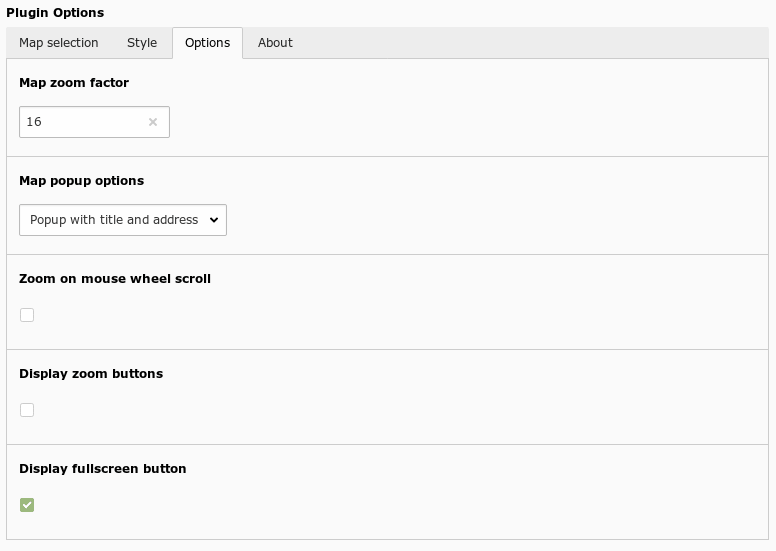 Plugin Options
Map selection Style Options About
Map zoom factor
16
Map popup options
Popup with title and address
Zoom on mouse wheel scroll
Display zoom buttons
Display fullscreen button